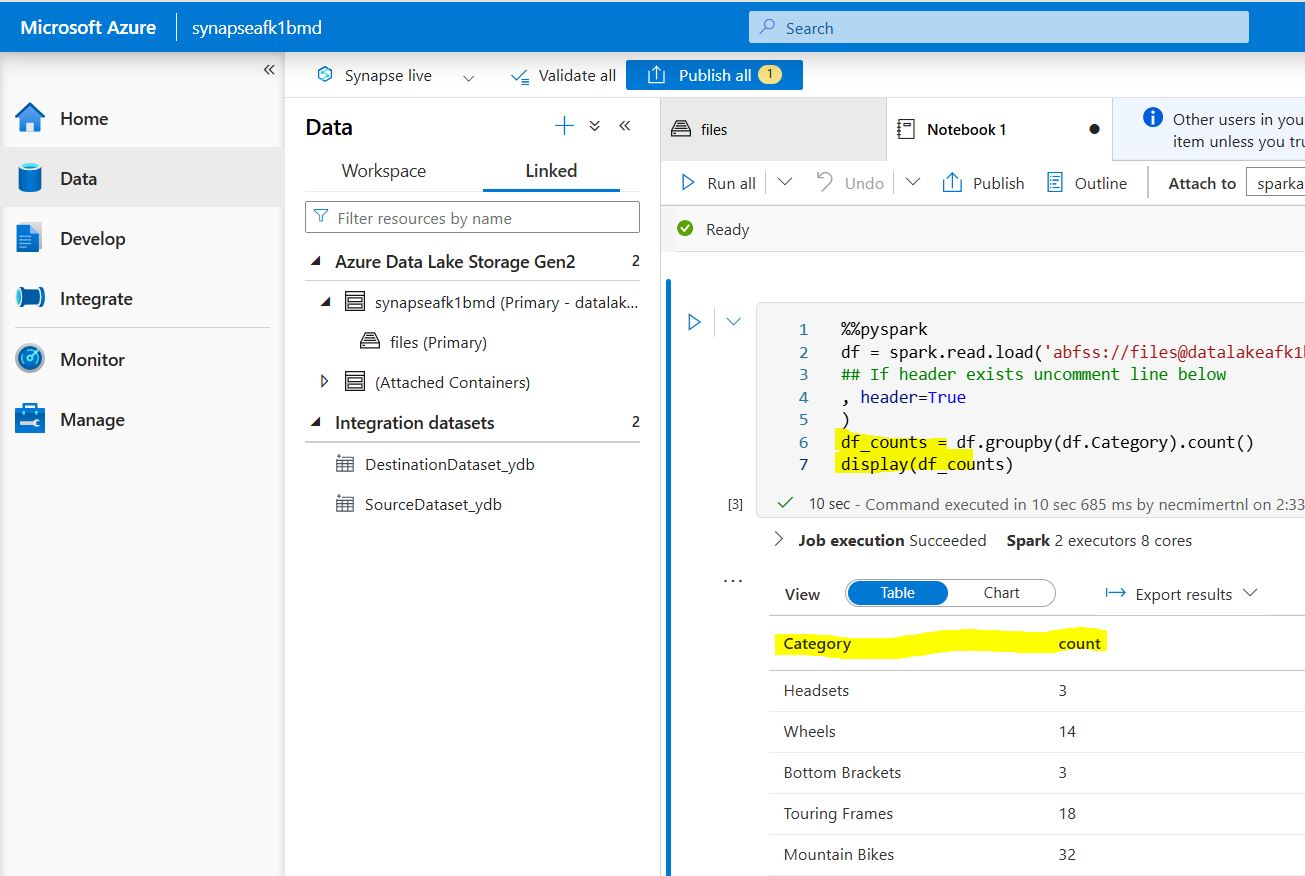 Microsoft Azure synapseafk1bmd Search
«
Synapse live Validate all Publish all 1
Home
Data
Develop
Integrate
Monitor
Manage
Data
Workspace Linked
Filter resources by name
Azure Data Lake Storage Gen2 2
synapseafk1bmd (Primary - datalak...
files (Primary)
(Attached Containers)
Integration datasets 2
DestinationDataset_ydb
SourceDataset_ydb
files Notebook 1
Other users in you
item unless you tru
Run all Undo Publish Outline Attach to sparka
Ready
1 %%pyspark
2 df = spark.read.load('abfss://files@datalakeafk1b
3 ## If header exists uncomment line below
4 , header=True
5 )
6 df_counts = df.groupby(df.Category).count()
7 display(df_counts)
[3] 10 sec - Command executed in 10 sec 685 ms by necmimertnl on 2:33
Job execution Succeeded Spark 2 executors 8 cores
...
View Table Chart Export results
Category count
Headsets 3
Wheels 14
Bottom Brackets 3
Touring Frames 18
Mountain Bikes 32